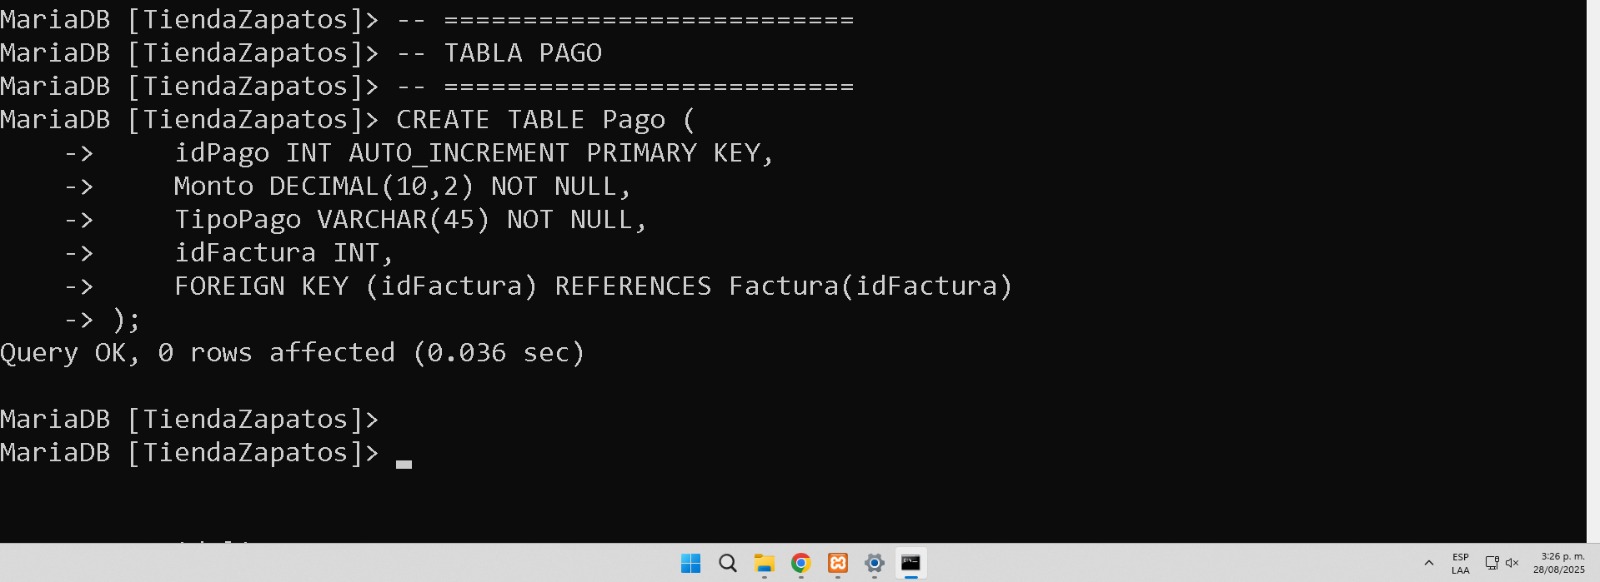 MariaDB [TiendaZapatos]> -- ==========================
MariaDB [TiendaZapatos]> -- TABLA PAGO
MariaDB [TiendaZapatos]> -- ==========================
MariaDB [TiendaZapatos]> CREATE TABLE Pago (
    ->     idPago INT AUTO_INCREMENT PRIMARY KEY,
    ->     Monto DECIMAL(10,2) NOT NULL,
    ->     TipoPago VARCHAR(45) NOT NULL,
    ->     idFactura INT,
    ->     FOREIGN KEY (idFactura) REFERENCES Factura(idFactura)
    -> );
Query OK, 0 rows affected (0.036 sec)
MariaDB [TiendaZapatos]>
MariaDB [TiendaZapatos]> _
ESP
LAA
3:26 p. m.
28/08/2025